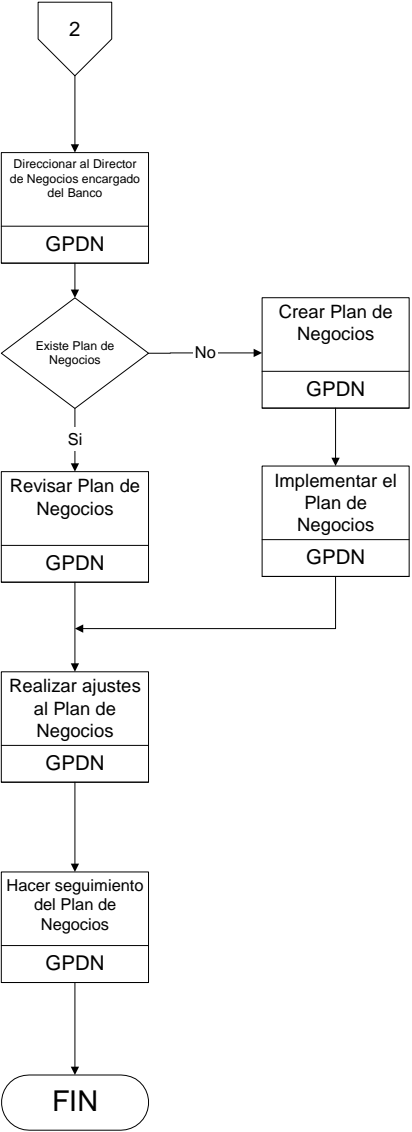 2
Direccionar al Director
de Negocios encargado
del Banco
GPDN
Existe Plan de
Negocios
No
Crear Plan de
Negocios
GPDN
Si
Revisar Plan de
Negocios
GPDN
Implementar el
Plan de
Negocios
GPDN
Realizar ajustes
al Plan de
Negocios
GPDN
Hacer seguimiento
del Plan de
Negocios
GPDN
FIN